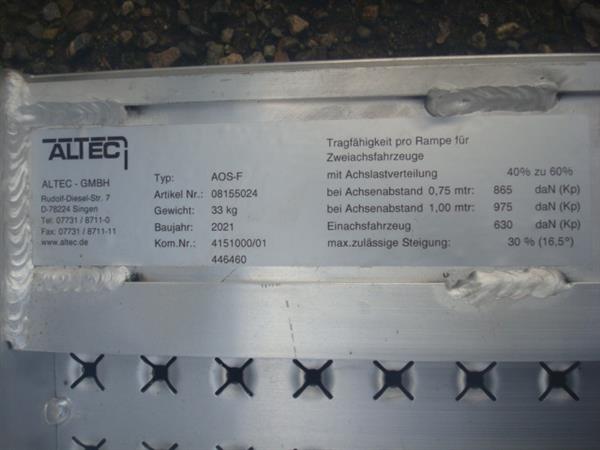 ALTEC
ALTEC - GMBH
Rudolf-Diesel-Str. 7
D-78224 Singen
Tel: 07731 / 8711-0
Fax: 07731 / 8711-11
www.altec.de
Typ: AOS-F
Artikel Nr.: 08155024
Gewicht: 33 kg
Baujahr: 2021
Kom.Nr.: 4151000/01
446460
Tragfähigkeit pro Rampe für
Zweiachsfahrzeuge
mit Achslastverteilung 40% zu 60%
bei Achsenabstand 0,75 mtr: 865 daN (Kp)
bei Achsenabstand 1,00 mtr: 975 daN (Kp)
Einachsfahrzeug 630 daN (Kp)
max.zulässige Steigung: 30 % (16,5°)